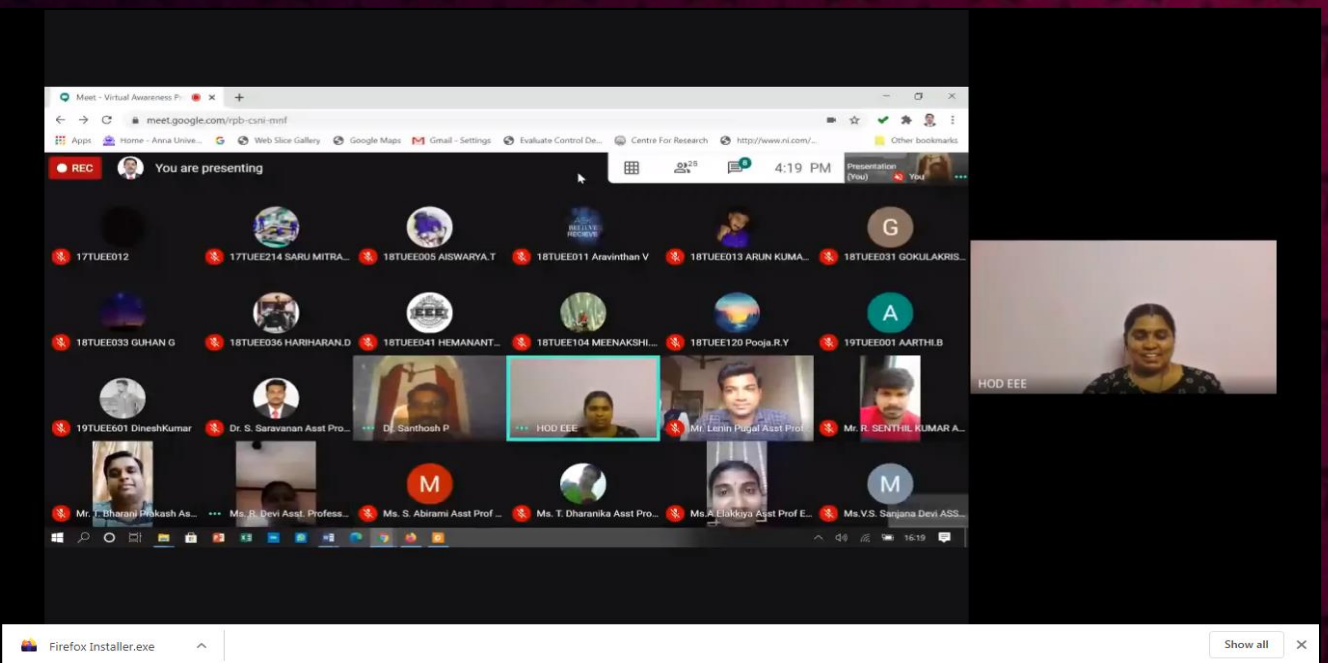 Meet - Virtual Awareness P
meet.google.com/rpb-csni-mnf
Apps Home - Anna Unive... Web Slice Gallery Google Maps Gmail - Settings Evaluate Control De... Centre For Research http://www.ni.com/... Other bookmarks
REC You are presenting 28 8 4:19 PM Presentation
(You) You
17TUEE012 17TUEE214 SARU MITRA... 18TUEE005 AISWARYA.T 18TUEE011 Aravinthan V 18TUEE013 ARUN KUMA... G 18TUEE031 GOKULAKRIS...
18TUEE033 GUHAN G 18TUEE036 HARIHARAN.D EEE 18TUEE041 HEMANANT... 18TUEE104 MEENAKSHI.... 18TUEE120 Pooja.R.Y A 19TUEE001 AARTHI.B
HOD EEE
19TUEE601 DineshKumar Dr. S. Saravanan Asst Pro... Dr. Santhosh P HOD EEE Mr. Lenin Pugal Asst Prof Mr. R. SENTHIL KUMAR A...
Mr. T. Bharani Prakash As... Ms. R. Devi Asst. Profess... M Ms. S. Abirami Asst Prof ... Ms. T. Dharanika Asst Pro... Ms.A Elakkiya Asst Prof E... M Ms.V.S. Sanjana Devi ASS...
16:19
Firefox Installer.exe Show all